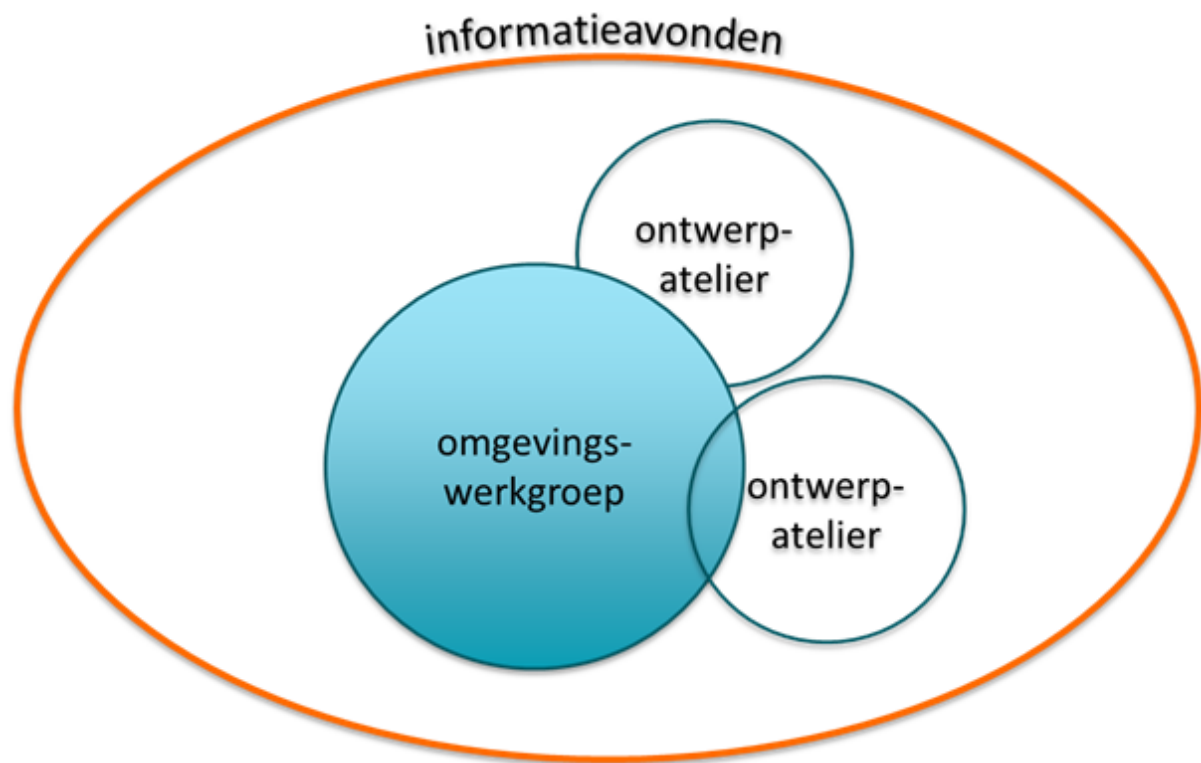 informatieavonden
ontwerp-
atelier
omgevings-
werkgroep
ontwerp-
atelier